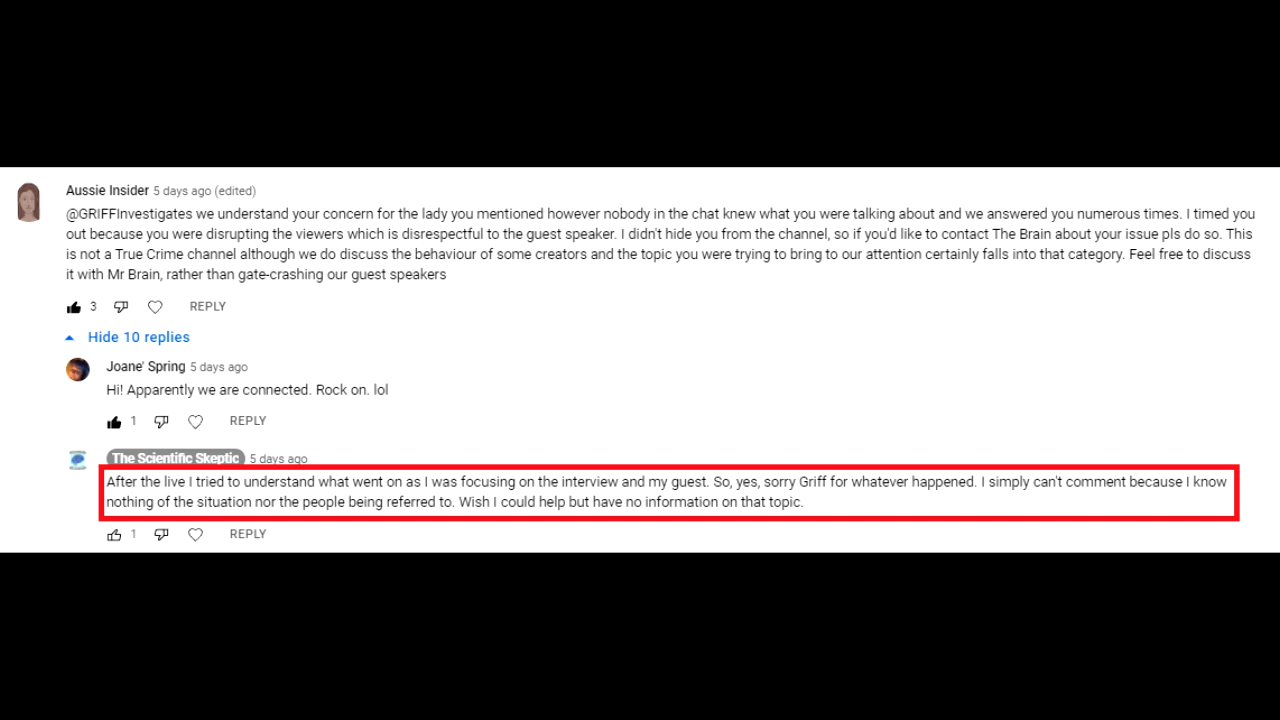 Aussie Insider 5 days ago (edited)
@GRIFFInvestigates we understand your concern for the lady you mentioned however nobody in the chat knew what you were talking about and we answered you numerous times. I timed you
out because you were disrupting the viewers which is disrespectful to the guest speaker. I didn't hide you from the channel, so if you'd like to contact The Brain about your issue pls do so. This
is not a True Crime channel although we do discuss the behaviour of some creators and the topic you were trying to bring to our attention certainly falls into that category. Feel free to discuss
it with Mr Brain, rather than gate-crashing our guest speakers
3 REPLY
Hide 10 replies
Joane' Spring 5 days ago
Hi! Apparently we are connected. Rock on. lol
1 REPLY
The Scientific Skeptic 5 days ago
After the live I tried to understand what went on as I was focusing on the interview and my guest. So, yes, sorry Griff for whatever happened. I simply can't comment because I know
nothing of the situation nor the people being referred to. Wish I could help but have no information on that topic.
1 REPLY